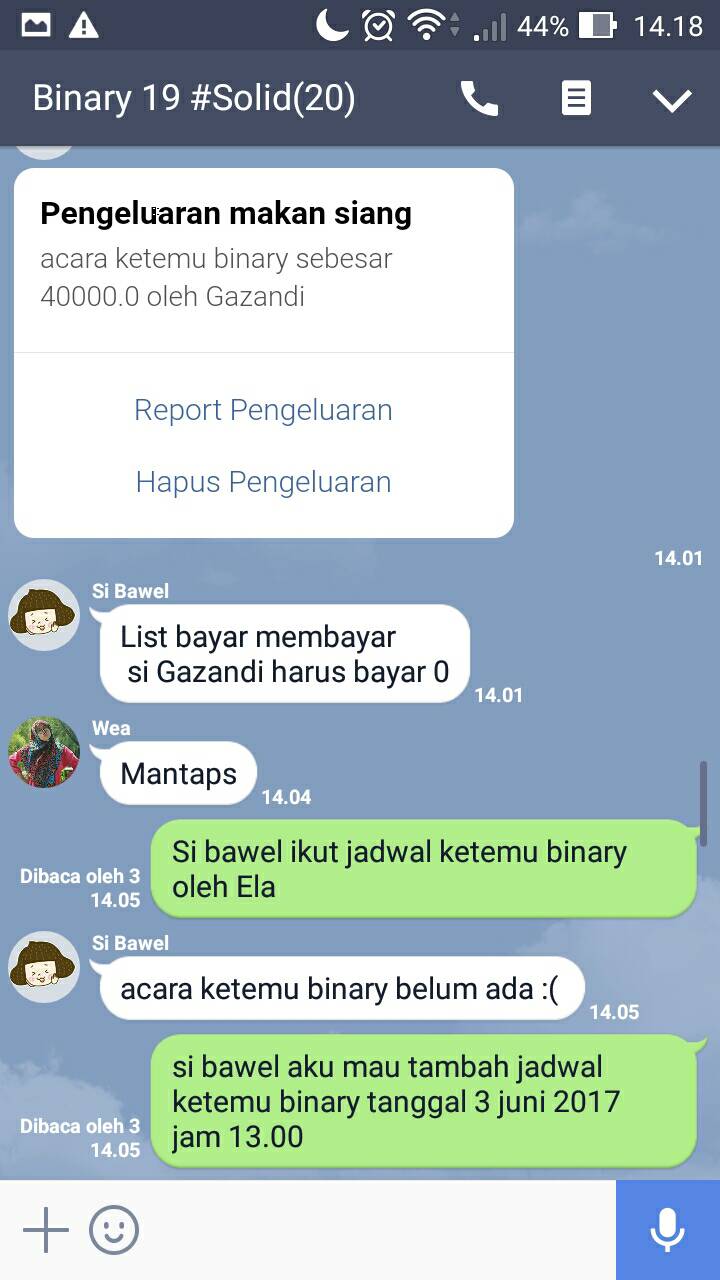 44% 14.18
Binary 19 #Solid(20)
Pengeluaran makan siang
acara ketemu binary sebesar
40000.0 oleh Gazandi
Report Pengeluaran
Hapus Pengeluaran
14.01
Si Bawel
List bayar membayar
si Gazandi harus bayar 0
14.01
Wea
Mantaps
14.04
Si bawel ikut jadwal ketemu binary
oleh Ela
Dibaca oleh 3
14.05
Si Bawel
acara ketemu binary belum ada :(
14.05
si bawel aku mau tambah jadwal
ketemu binary tanggal 3 juni 2017
jam 13.00
Dibaca oleh 3
14.05